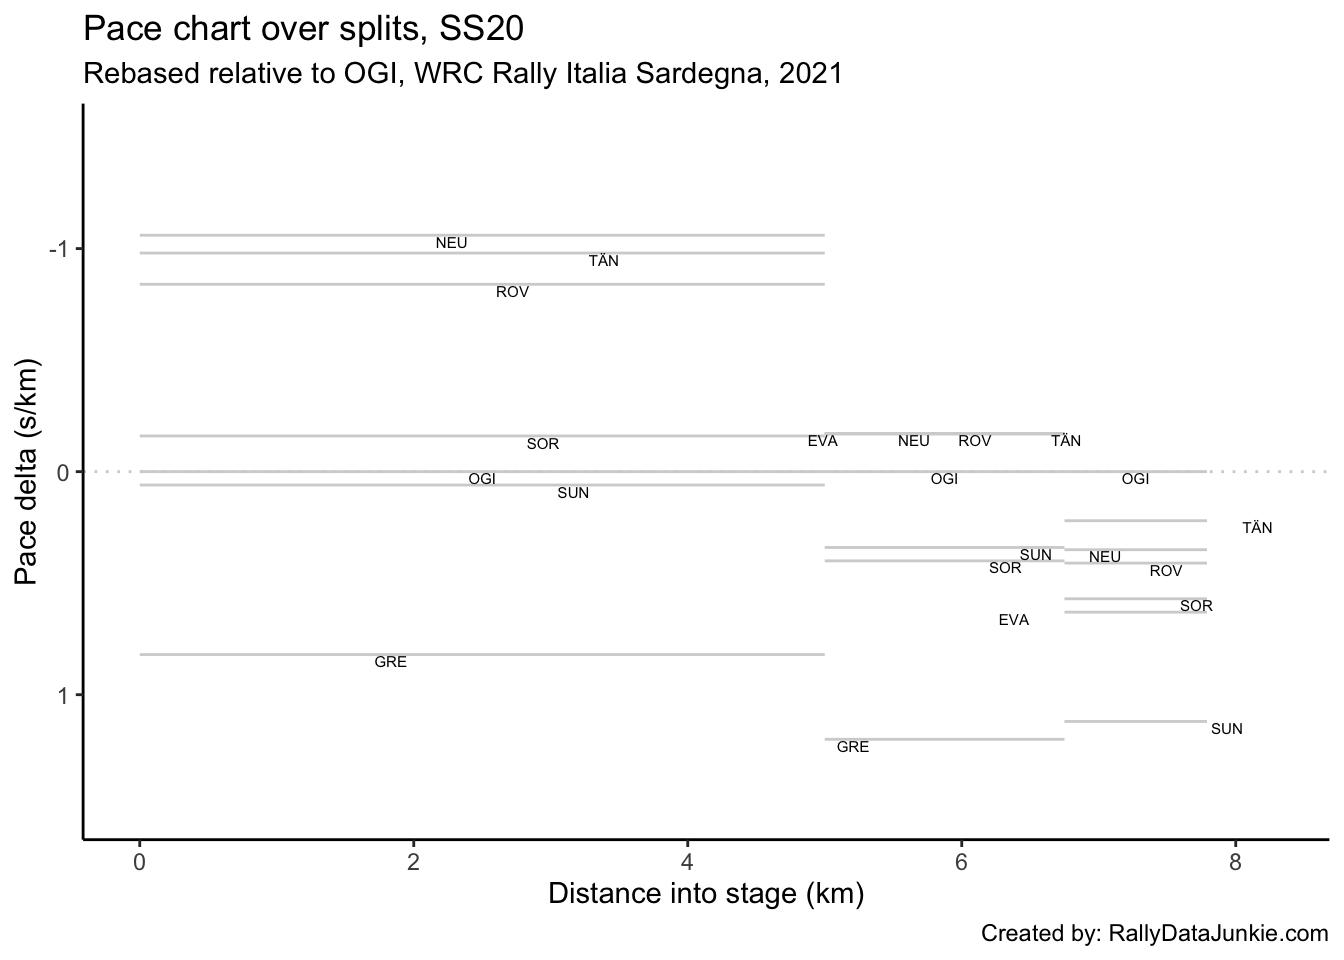 Pace chart over splits, SS20
Rebased relative to OGI, WRC Rally Italia Sardegna, 2021
Pace delta (s/km)
-1
0
1
NEU
TÄN
ROV
SOR
EVA NEU ROV TÄN
OGI OGI OGI
SUN
TÄN
SUN NEU
SOR ROV
SOR
EVA
GRE
SUN
GRE
0 2 4 6 8
Distance into stage (km)
Created by: RallyDataJunkie.com